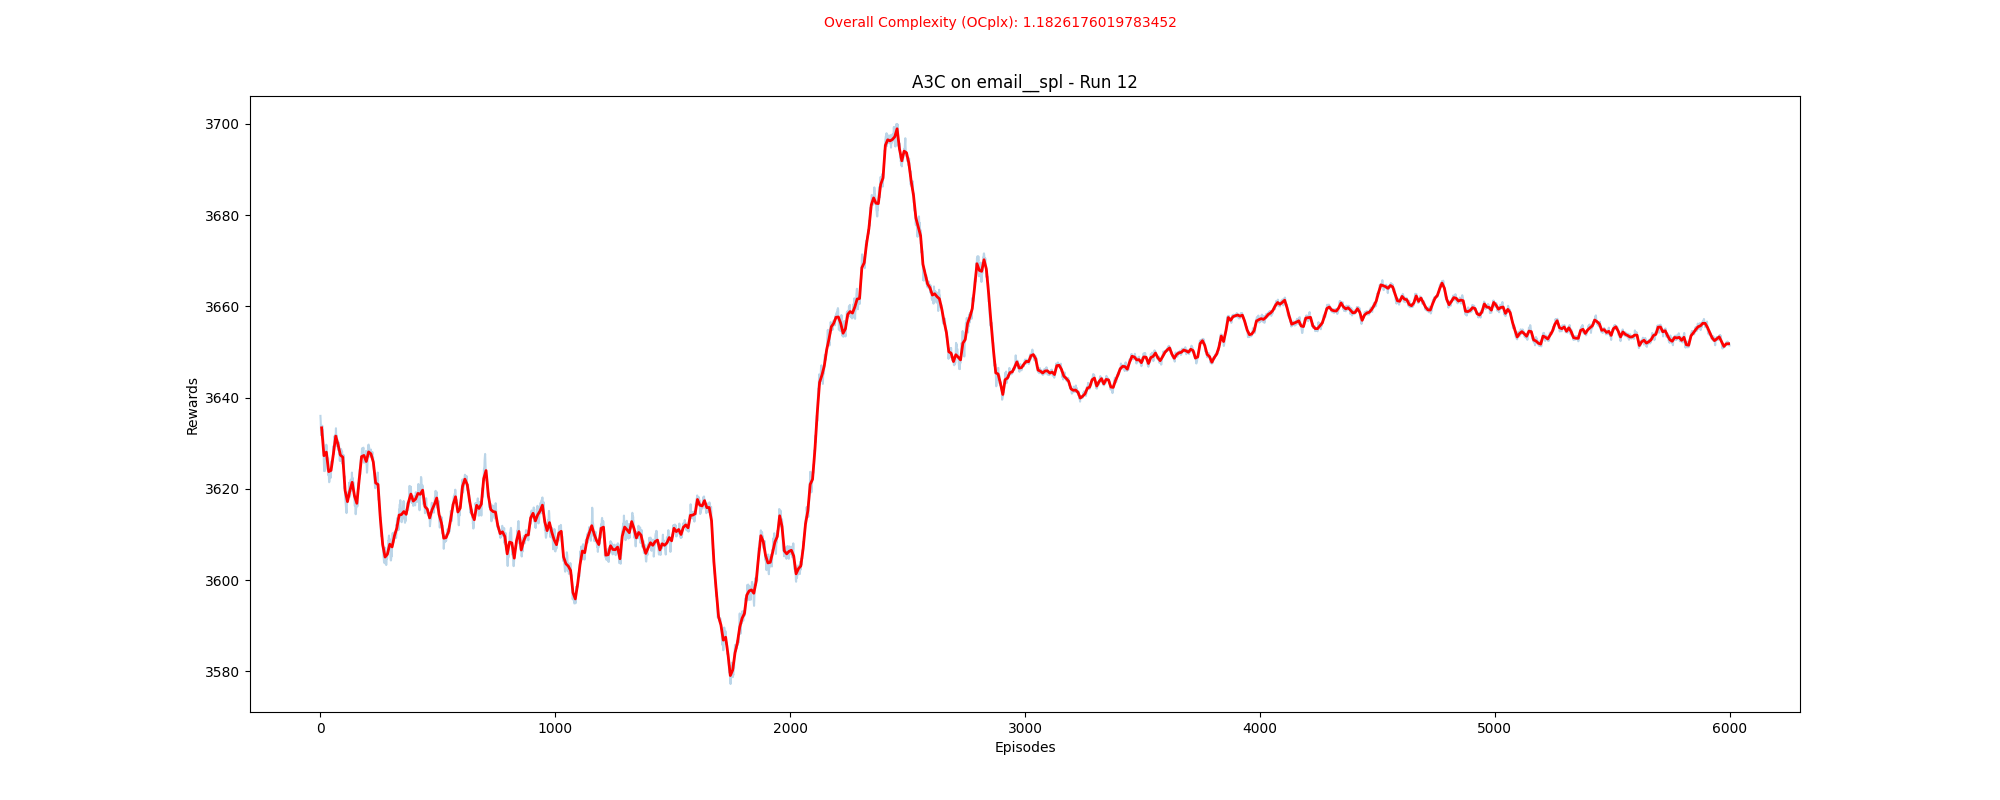 Overall Complexity (OCplx): 1.1826176019783452
A3C on email__spl - Run 12
3700
3680
3660
3640
3620
3600
3580
Rewards
0 1000 2000 3000 4000 5000 6000
Episodes